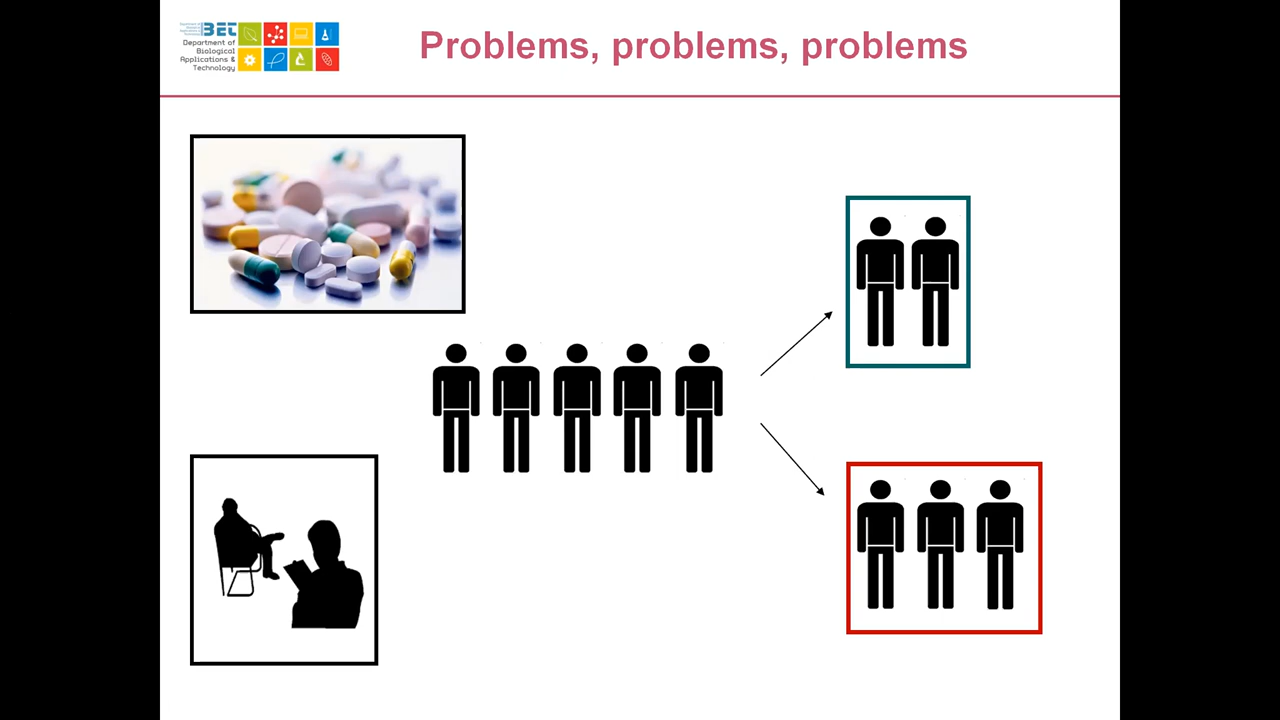 BET
Department of
Biological
Applications &
Technology
Problems, problems, problems